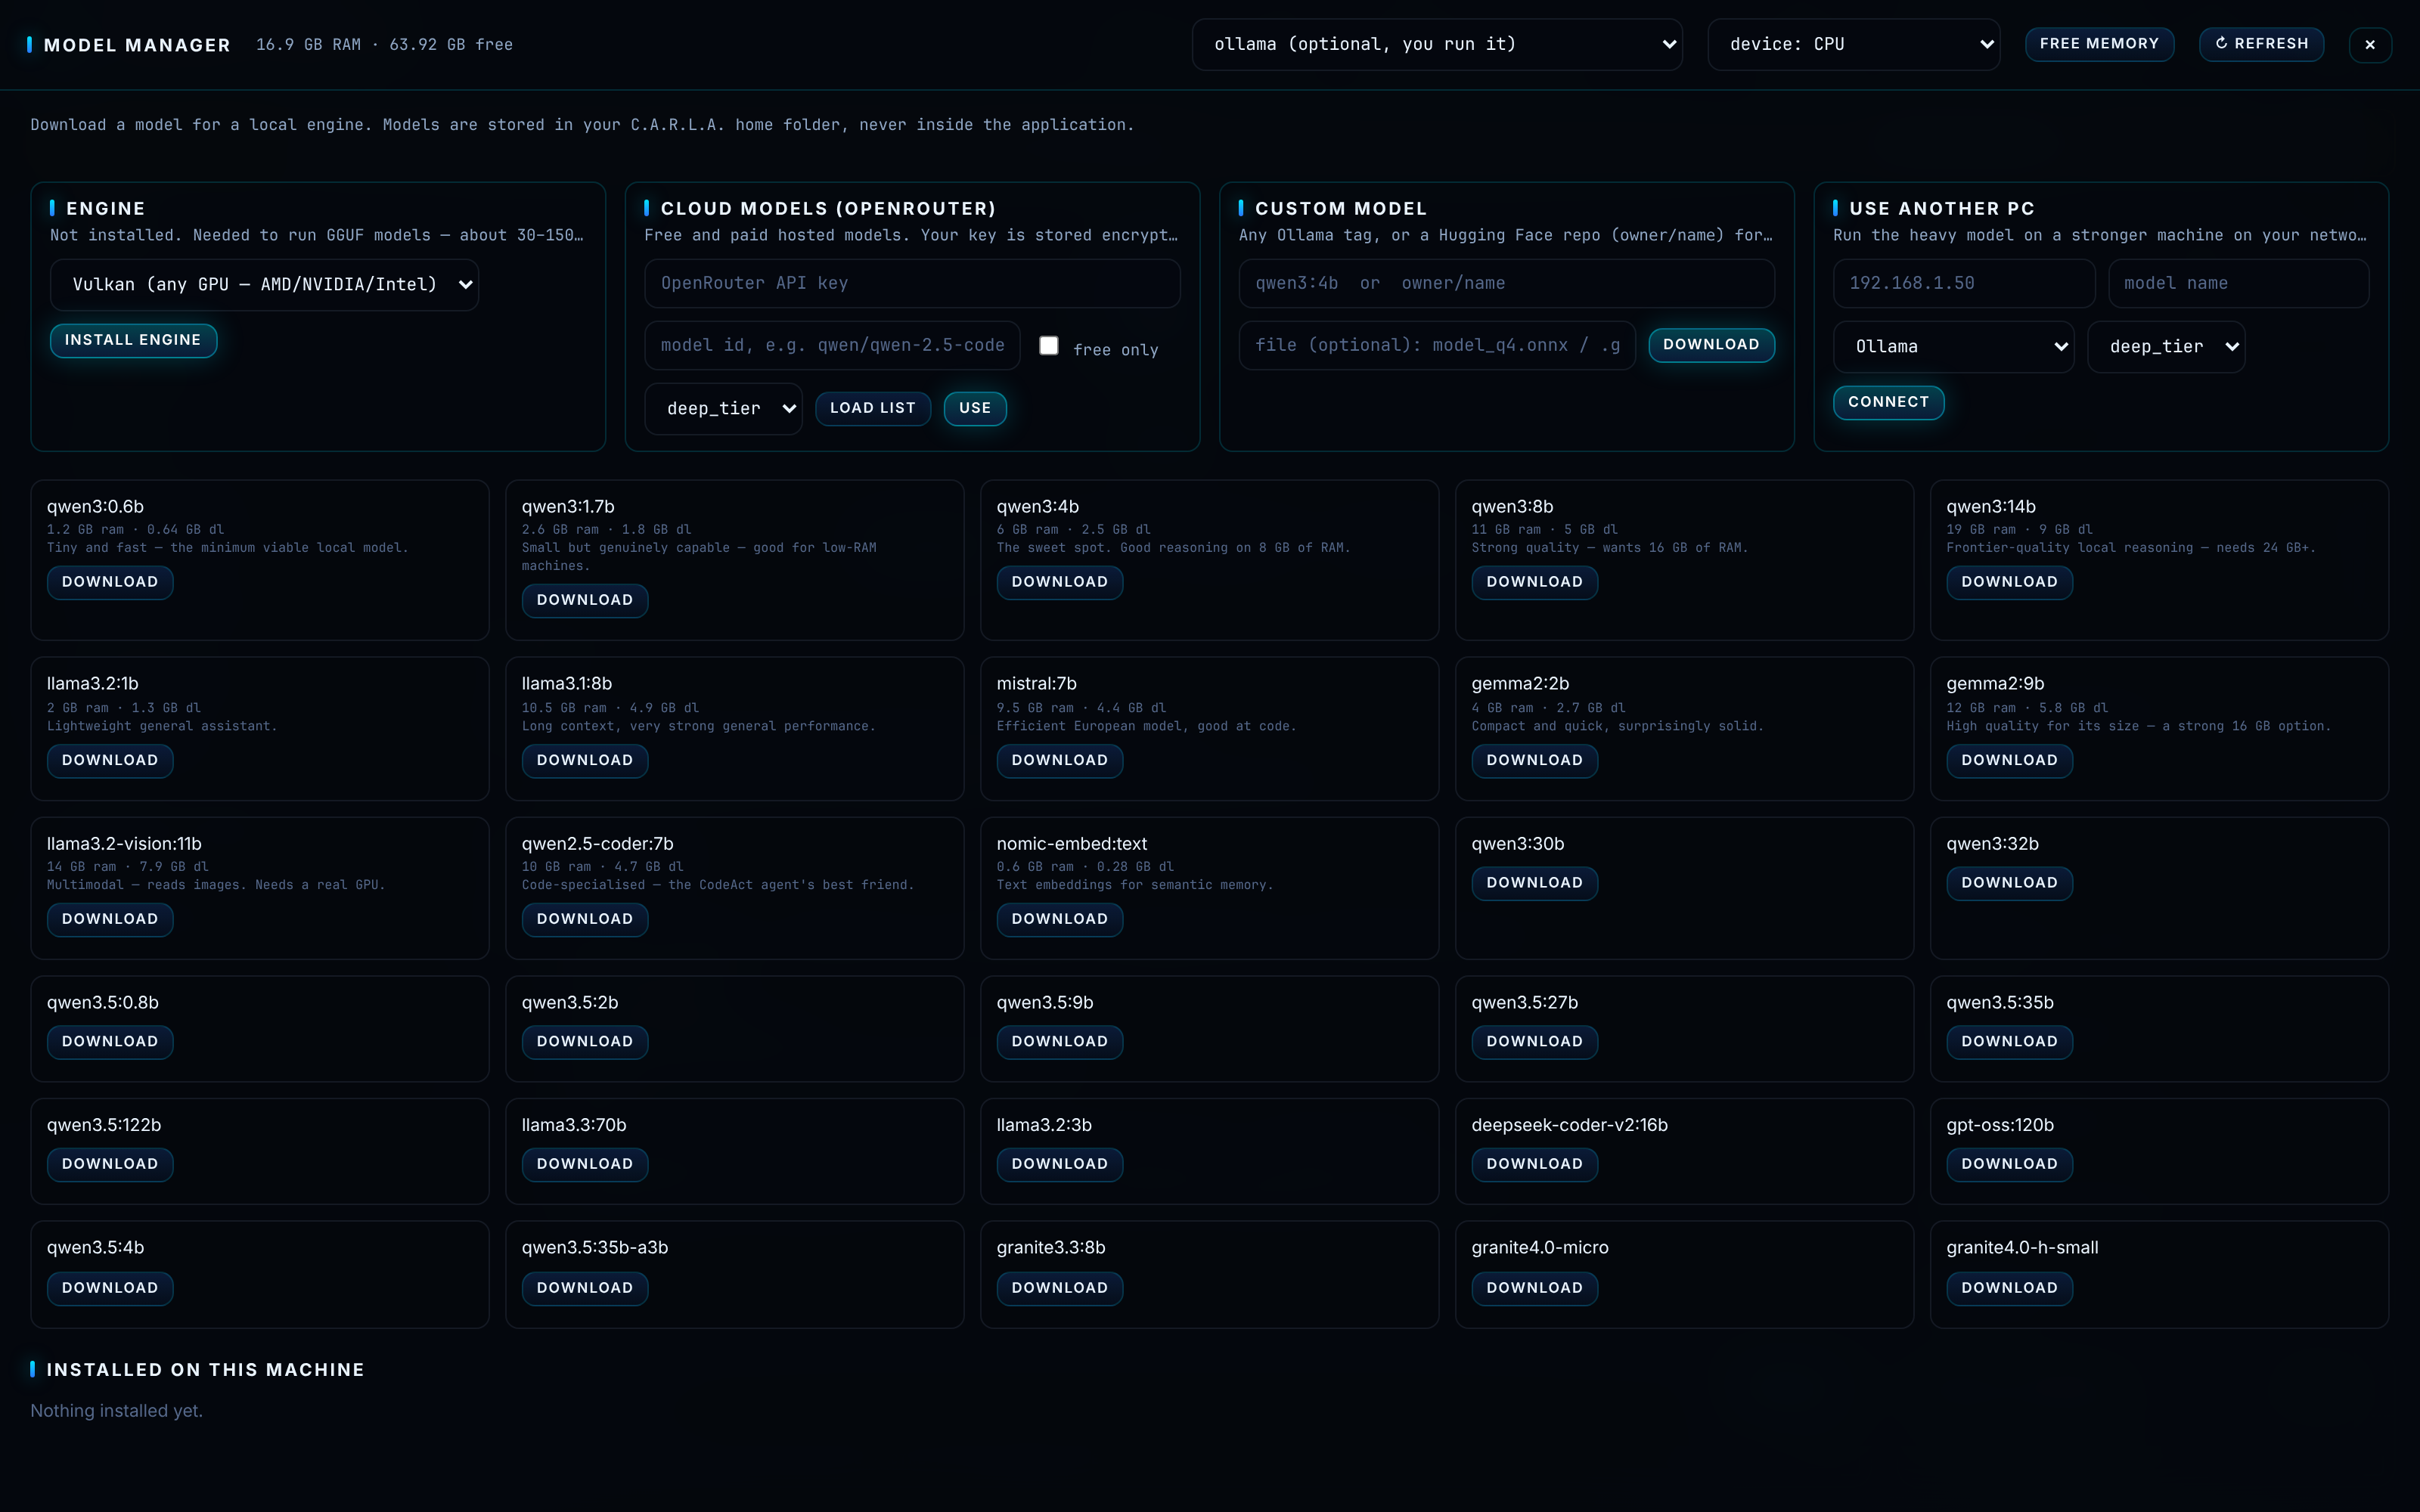 MODEL MANAGER 16.9 GB RAM · 63.92 GB free
ollama (optional, you run it)
device: CPU
FREE MEMORY
↻ REFRESH
×
Download a model for a local engine. Models are stored in your C.A.R.L.A. home folder, never inside the application.
ENGINE
Not installed. Needed to run GGUF models — about 30–150…
Vulkan (any GPU — AMD/NVIDIA/Intel)
INSTALL ENGINE
CLOUD MODELS (OPENROUTER)
Free and paid hosted models. Your key is stored encrypt…
OpenRouter API key
model id, e.g. qwen/qwen-2.5-code
free only
deep_tier
LOAD LIST
USE
CUSTOM MODEL
Any Ollama tag, or a Hugging Face repo (owner/name) for…
qwen3:4b or owner/name
file (optional): model_q4.onnx / .g
DOWNLOAD
USE ANOTHER PC
Run the heavy model on a stronger machine on your netwo…
192.168.1.50
model name
Ollama
deep_tier
CONNECT
qwen3:0.6b
1.2 GB ram · 0.64 GB dl
Tiny and fast — the minimum viable local model.
DOWNLOAD
qwen3:1.7b
2.6 GB ram · 1.8 GB dl
Small but genuinely capable — good for low-RAM
machines.
DOWNLOAD
qwen3:4b
6 GB ram · 2.5 GB dl
The sweet spot. Good reasoning on 8 GB of RAM.
DOWNLOAD
qwen3:8b
11 GB ram · 5 GB dl
Strong quality — wants 16 GB of RAM.
DOWNLOAD
qwen3:14b
19 GB ram · 9 GB dl
Frontier-quality local reasoning — needs 24 GB+.
DOWNLOAD
llama3.2:1b
2 GB ram · 1.3 GB dl
Lightweight general assistant.
DOWNLOAD
llama3.1:8b
10.5 GB ram · 4.9 GB dl
Long context, very strong general performance.
DOWNLOAD
mistral:7b
9.5 GB ram · 4.4 GB dl
Efficient European model, good at code.
DOWNLOAD
gemma2:2b
4 GB ram · 2.7 GB dl
Compact and quick, surprisingly solid.
DOWNLOAD
gemma2:9b
12 GB ram · 5.8 GB dl
High quality for its size — a strong 16 GB option.
DOWNLOAD
llama3.2-vision:11b
14 GB ram · 7.9 GB dl
Multimodal — reads images. Needs a real GPU.
DOWNLOAD
qwen2.5-coder:7b
10 GB ram · 4.7 GB dl
Code-specialised — the CodeAct agent's best friend.
DOWNLOAD
nomic-embed:text
0.6 GB ram · 0.28 GB dl
Text embeddings for semantic memory.
DOWNLOAD
qwen3:30b
DOWNLOAD
qwen3:32b
DOWNLOAD
qwen3.5:0.8b
DOWNLOAD
qwen3.5:2b
DOWNLOAD
qwen3.5:9b
DOWNLOAD
qwen3.5:27b
DOWNLOAD
qwen3.5:35b
DOWNLOAD
qwen3.5:122b
DOWNLOAD
llama3.3:70b
DOWNLOAD
llama3.2:3b
DOWNLOAD
deepseek-coder-v2:16b
DOWNLOAD
gpt-oss:120b
DOWNLOAD
qwen3.5:4b
DOWNLOAD
qwen3.5:35b-a3b
DOWNLOAD
granite3.3:8b
DOWNLOAD
granite4.0-micro
DOWNLOAD
granite4.0-h-small
DOWNLOAD
INSTALLED ON THIS MACHINE
Nothing installed yet.